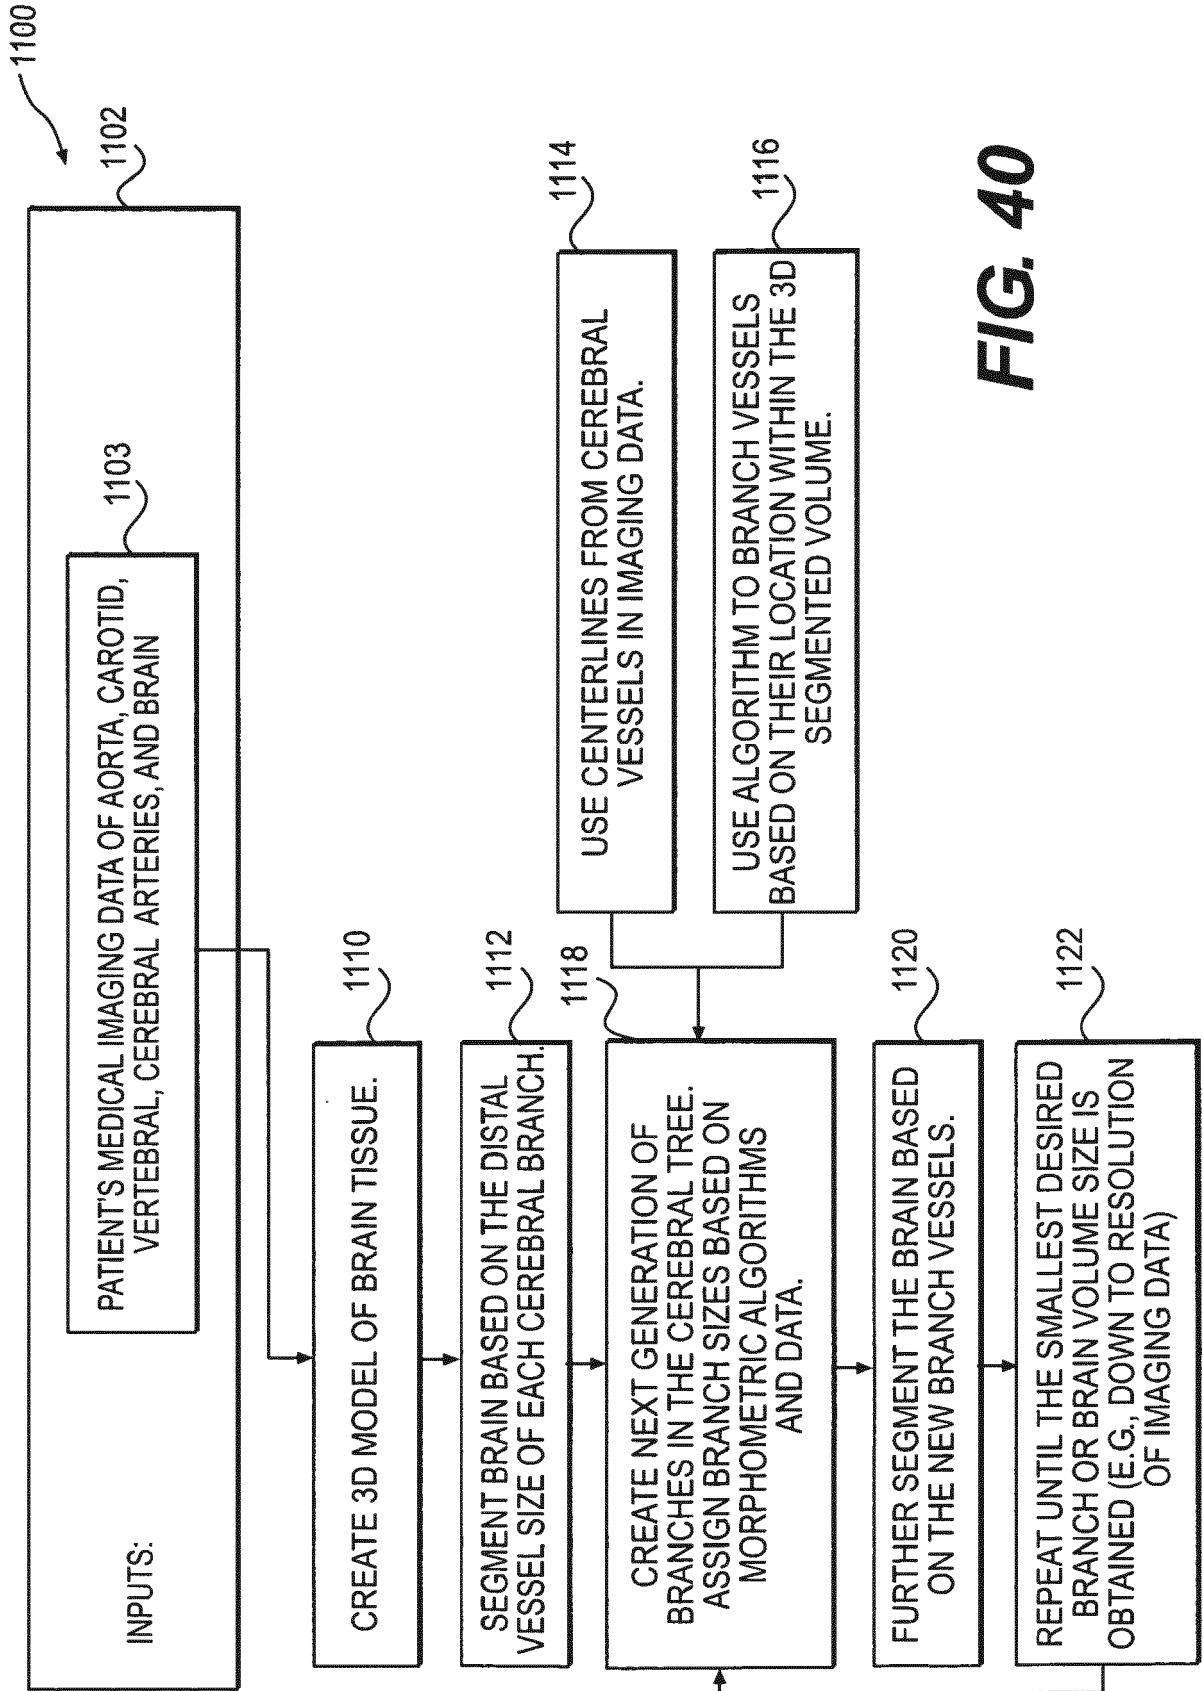 1100
1102
INPUTS:
1103
PATIENT'S MEDICAL IMAGING DATA OF AORTA, CAROTID,
VERTEBRAL, CEREBRAL ARTERIES, AND BRAIN
1110
CREATE 3D MODEL OF BRAIN TISSUE.
1112
SEGMENT BRAIN BASED ON THE DISTAL
VESSEL SIZE OF EACH CEREBRAL BRANCH.
1114
USE CENTERLINES FROM CEREBRAL
VESSELS IN IMAGING DATA.
1116
USE ALGORITHM TO BRANCH VESSELS
BASED ON THEIR LOCATION WITHIN THE 3D
SEGMENTED VOLUME.
1118
CREATE NEXT GENERATION OF
BRANCHES IN THE CEREBRAL TREE.
ASSIGN BRANCH SIZES BASED ON
MORPHOMETRIC ALGORITHMS
AND DATA.
1120
FURTHER SEGMENT THE BRAIN BASED
ON THE NEW BRANCH VESSELS.
1122
REPEAT UNTIL THE SMALLEST DESIRED
BRANCH OR BRAIN VOLUME SIZE IS
OBTAINED (E.G., DOWN TO RESOLUTION
OF IMAGING DATA)
FIG. 40